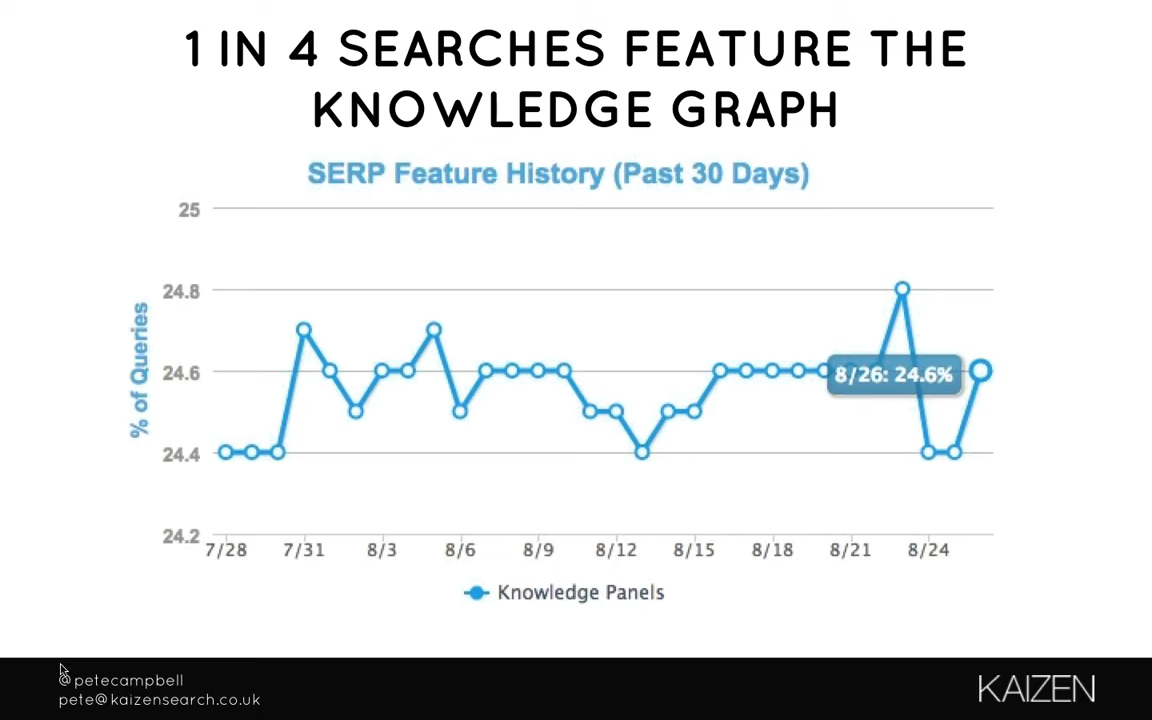 1 IN 4 SEARCHES FEATURE THE
KNOWLEDGE GRAPH
SERP Feature History (Past 30 Days)
% of Queries
25
24.8
24.6
24.4
24.2
8/26: 24.6%
7/28 7/31 8/3 8/6 8/9 8/12 8/15 8/18 8/21 8/24
Knowledge Panels
@petecampbell
pete@kaizensearch.co.uk
KAIZEN